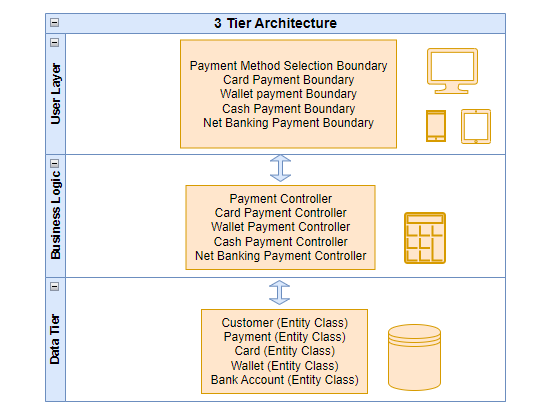 3 Tier Architecture
User Layer
Payment Method Selection Boundary
Card Payment Boundary
Wallet payment Boundary
Cash Payment Boundary
Net Banking Payment Boundary
Business Logic
Payment Controller
Card Payment Controller
Wallet Payment Controller
Cash Payment Controller
Net Banking Payment Controller
Data Tier
Customer (Entity Class)
Payment (Entity Class)
Card (Entity Class)
Wallet (Entity Class)
Bank Account (Entity Class)